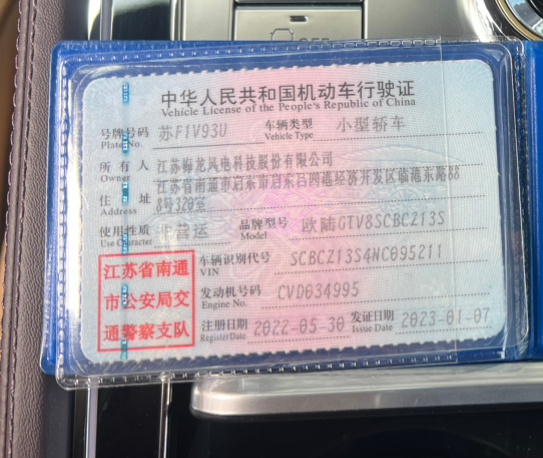 中华人民共和国机动车行驶证
Vehicle License of the People's Republic of China
号牌号码 苏F1V93U 车辆类型 小型轿车
Plate No. Vehicle Type
所有人 江苏海龙风电科技股份有限公司
Owner
江苏省南通市启东市启东吕四港经济开发区临港东路88
住址 8号320室
Address
使用性质 非营运 品牌型号 欧陆GTV8SCBCZ13S
Use Character Model
江苏省南通
市公安局交
通警察支队
车辆识别代号 SCBCZ13S4NC095211
VIN
发动机号码 CVD034995
Engine No.
注册日期 2022-05-30 发证日期 2023-01-07
Register Date Issue Date